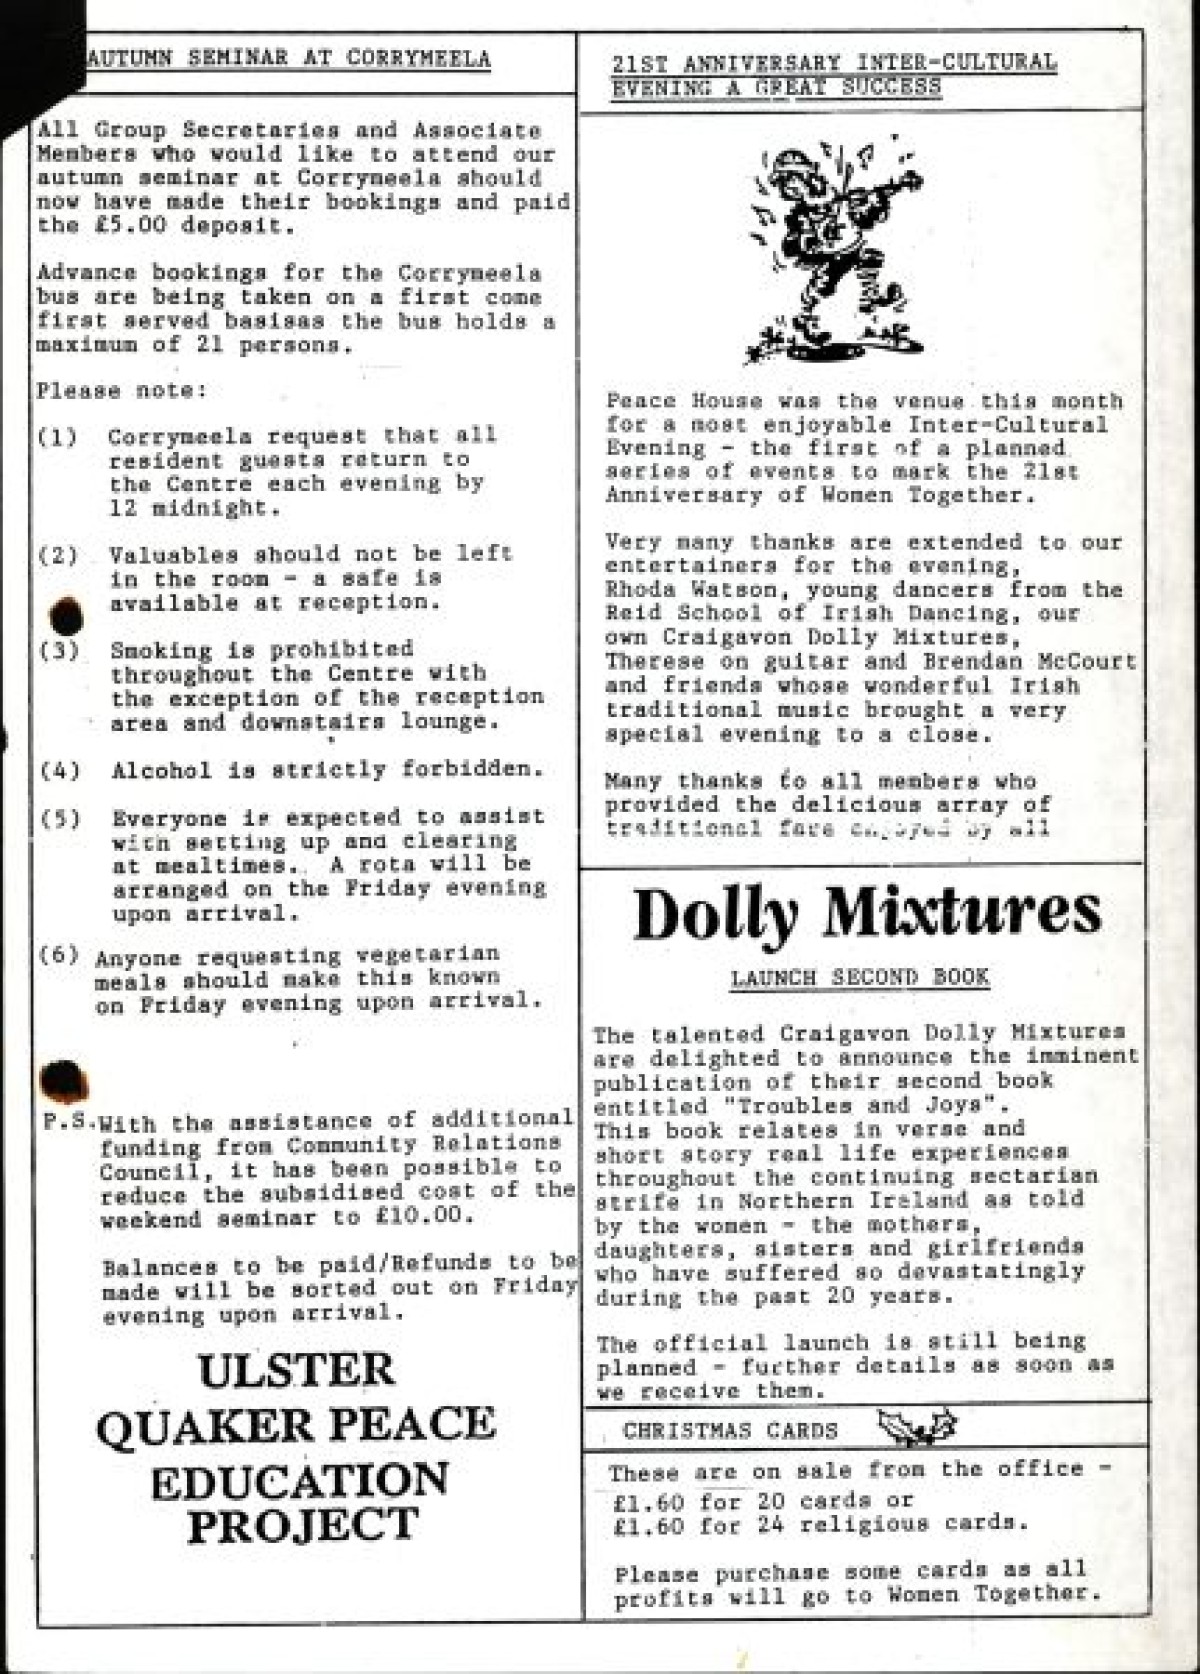 AUTUMN SEMINAR AT CORRYMEELA
All Group Secretaries and Associate
Members who would like to attend our
autumn seminar at Corrymeela should
now have made their bookings and paid
the £5.00 deposit.
Advance bookings for the Corrymeela
bus are being taken on a first come
first served basisas the bus holds a
maximum of 21 persons.
Please note:
(1) Corrymeela request that all
resident guests return to
the Centre each evening by
12 midnight.
(2) Valuables should not be left
in the room - a safe is
available at reception.
(3) Smoking is prohibited
throughout the Centre with
the exception of the reception
area and downstairs lounge.
(4) Alcohol is strictly forbidden.
(5) Everyone is expected to assist
with setting up and clearing
at mealtimes. A rota will be
arranged on the Friday evening
upon arrival.
(6) Anyone requesting vegetarian
meals should make this known
on Friday evening upon arrival.
P.S. With the assistance of additional
funding from Community Relations
Council, it has been possible to
reduce the subsidised cost of the
weekend seminar to £10.00.
Balances to be paid/Refunds to be
made will be sorted out on Friday
evening upon arrival.
ULSTER
QUAKER PEACE
EDUCATION
PROJECT
21ST ANNIVERSARY INTER-CULTURAL
EVENING A GREAT SUCCESS
Peace House was the venue this month
for a most enjoyable Inter-Cultural
Evening - the first of a planned
series of events to mark the 21st
Anniversary of Women Together.
Very many thanks are extended to our
entertainers for the evening,
Rhoda Watson, young dancers from the
Reid School of Irish Dancing, our
own Craigavon Dolly Mixtures,
Therese on guitar and Brendan McCourt
and friends whose wonderful Irish
traditional music brought a very
special evening to a close.
Many thanks to all members who
provided the delicious array of
traditional fare enjoyed by all
Dolly Mixtures
LAUNCH SECOND BOOK
The talented Craigavon Dolly Mixtures
are delighted to announce the imminent
publication of their second book
entitled "Troubles and Joys".
This book relates in verse and
short story real life experiences
throughout the continuing sectarian
strife in Northern Ireland as told
by the women - the mothers,
daughters, sisters and girlfriends
who have suffered so devastatingly
during the past 20 years.
The official launch is still being
planned - further details as soon as
we receive them.
CHRISTMAS CARDS
These are on sale from the office -
£1.60 for 20 cards or
£1.60 for 24 religious cards.
Please purchase some cards as all
profits will go to Women Together.